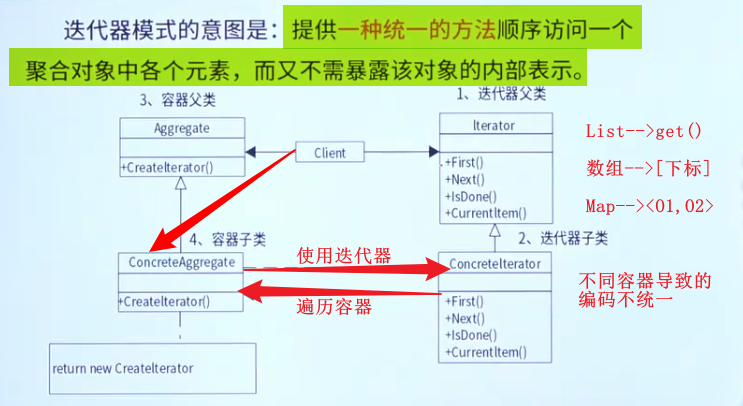 迭代器模式的意图是：提供一种统一的方法顺序访问一个
聚合对象中各个元素，而又不需暴露该对象的内部表示。
3、容器父类
1、迭代器父类
Aggregate
+CreateIterator()
Client
Iterator
+First()
+Next()
+IsDone()
+CurrentItem()
List-->get()
数组-->[下标]
Map--><O1,O2>
4、容器子类
2、迭代器子类
ConcreteAggregate
+CreateIterator()
使用迭代器
遍历容器
ConcreteIterator
+First()
+Next()
+IsDone()
+CurrentItem()
不同容器导致的
编码不统一
return new CreateIterator